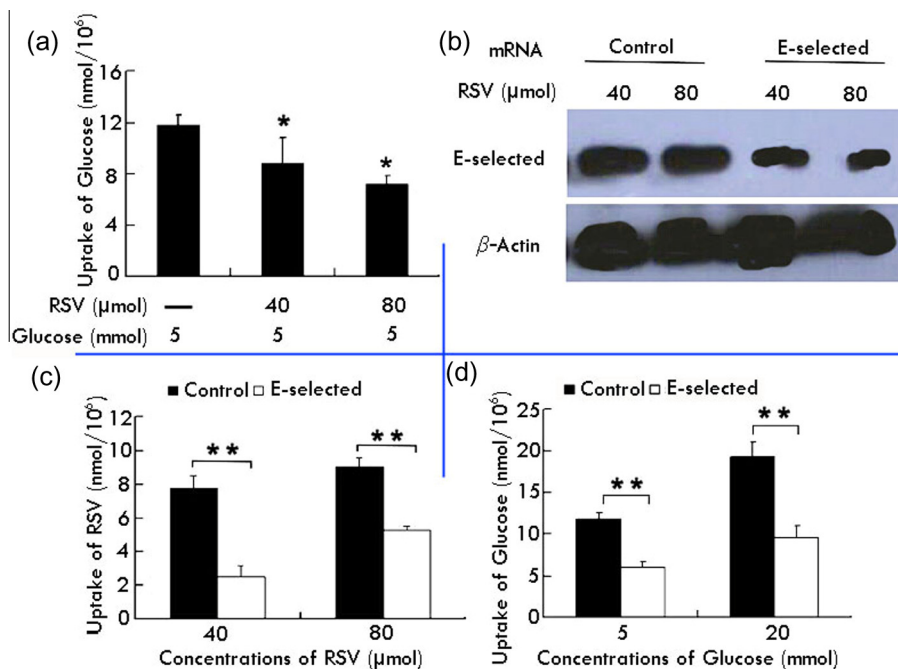 (a)
Uptake of Glucose (nmol/10⁶)
16
12
8
4
0
*
*
RSV (µmol) — 40 80
Glucose (mmol) 5 5 5
(b)
mRNA Control E-selected
RSV (µmol) 40 80 40 80
E-selected
β-Actin
(c)
■ Control □ E-selected
Uptake of RSV (nmol/10⁶)
12
10
8
6
4
2
0
**
**
40 80
Concentrations of RSV (µmol)
(d)
■ Control □ E-selected
Uptake of Glucose (nmol/10⁶)
25
20
15
10
5
0
**
**
5 20
Concentrations of Glucose (mmol)